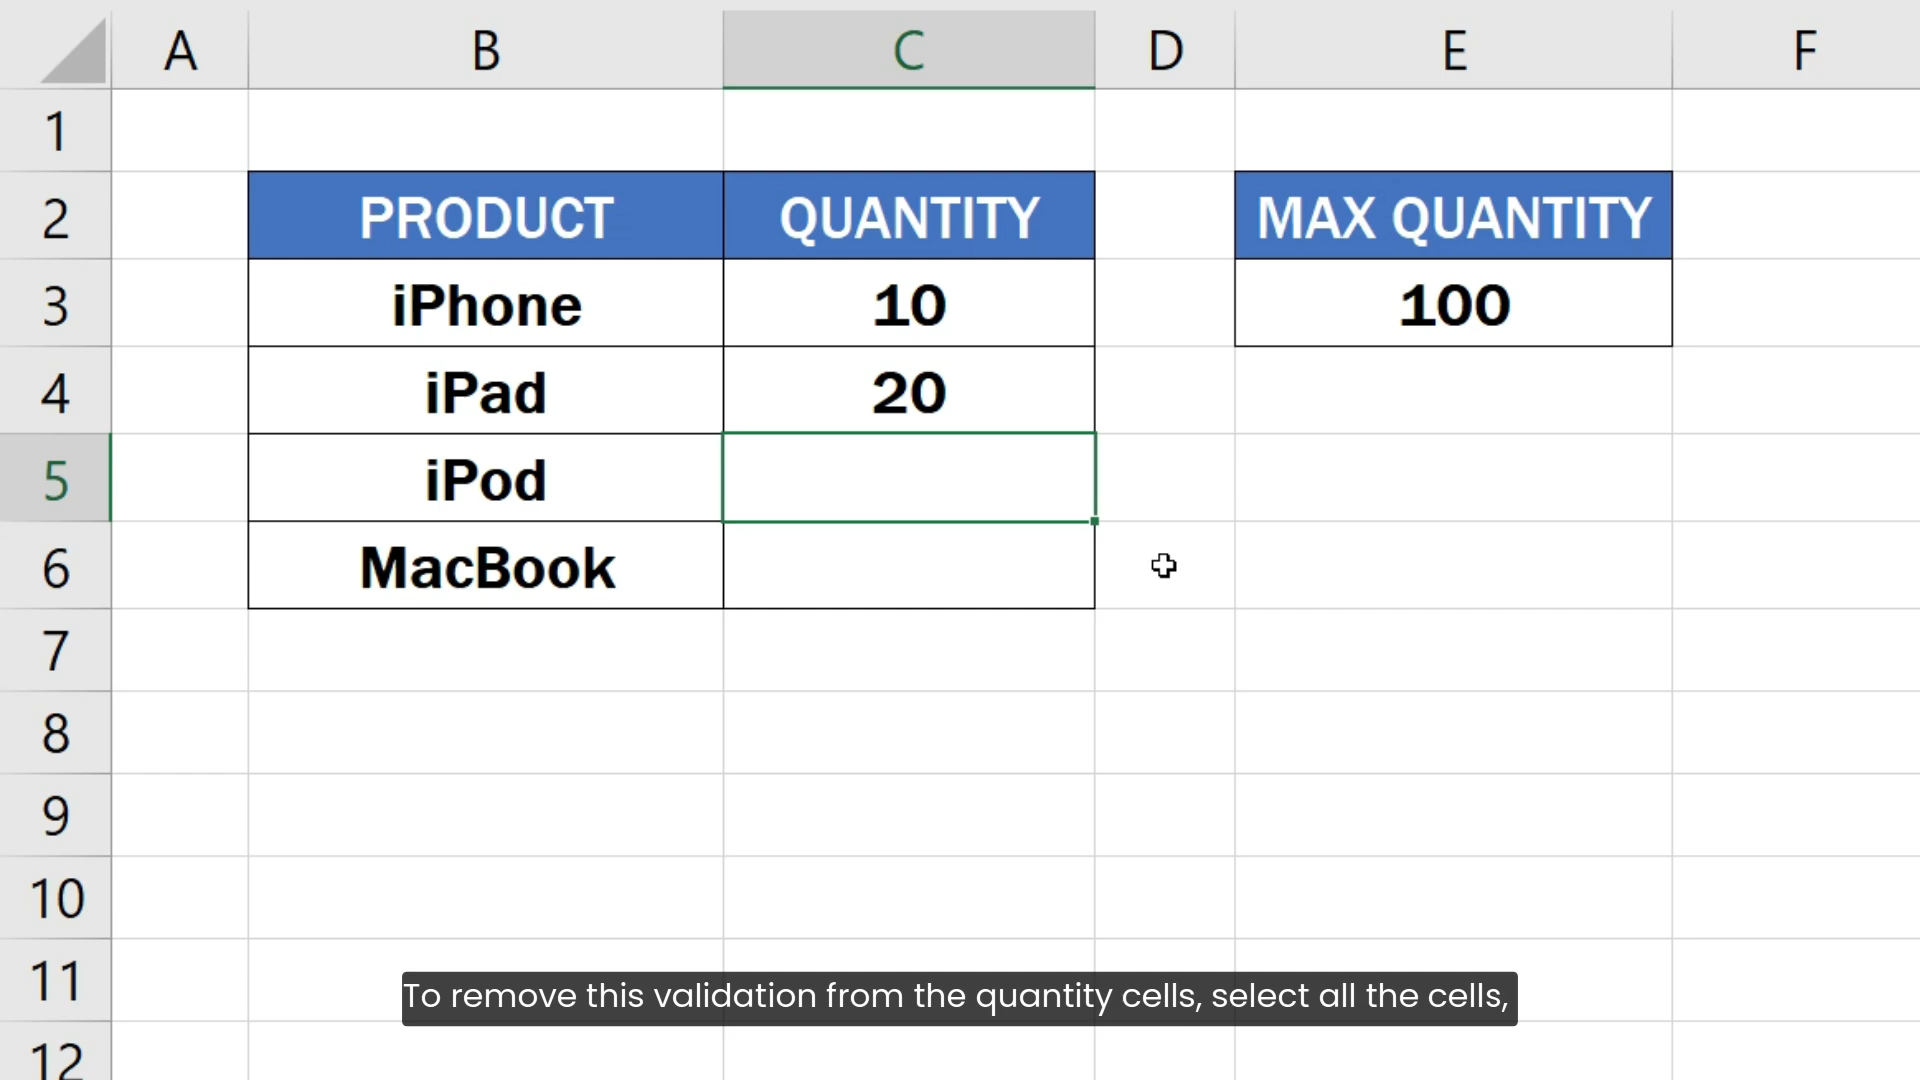 A B C D E F
1
2 PRODUCT QUANTITY MAX QUANTITY
3 iPhone 10 100
4 iPad 20
5 iPod
6 MacBook
7
8
9
10
11
To remove this validation from the quantity cells, select all the cells,
12